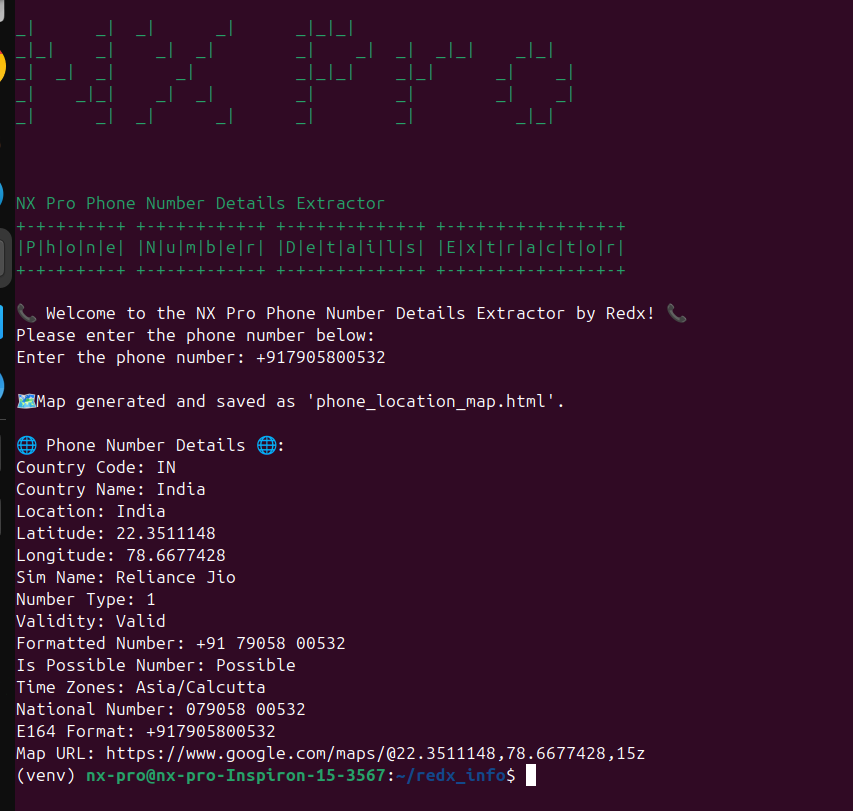 NX Pro
NX Pro Phone Number Details Extractor
+-+-+-+-+-+ +-+-+-+-+-+-+ +-+-+-+-+-+-+-+ +-+-+-+-+-+-+-+-+-+
|P|h|o|n|e| |N|u|m|b|e|r| |D|e|t|a|i|l|s| |E|x|t|r|a|c|t|o|r|
+-+-+-+-+-+ +-+-+-+-+-+-+ +-+-+-+-+-+-+-+ +-+-+-+-+-+-+-+-+-+
📞 Welcome to the NX Pro Phone Number Details Extractor by Redx! 📞
Please enter the phone number below:
Enter the phone number: +917905800532
🗺️Map generated and saved as 'phone_location_map.html'.
🌐 Phone Number Details 🌐:
Country Code: IN
Country Name: India
Location: India
Latitude: 22.3511148
Longitude: 78.6677428
Sim Name: Reliance Jio
Number Type: 1
Validity: Valid
Formatted Number: +91 79058 00532
Is Possible Number: Possible
Time Zones: Asia/Calcutta
National Number: 079058 00532
E164 Format: +917905800532
Map URL: https://www.google.com/maps/@22.3511148,78.6677428,15z
(venv) nx-pro@nx-pro-Inspiron-15-3567:~/redx_info$